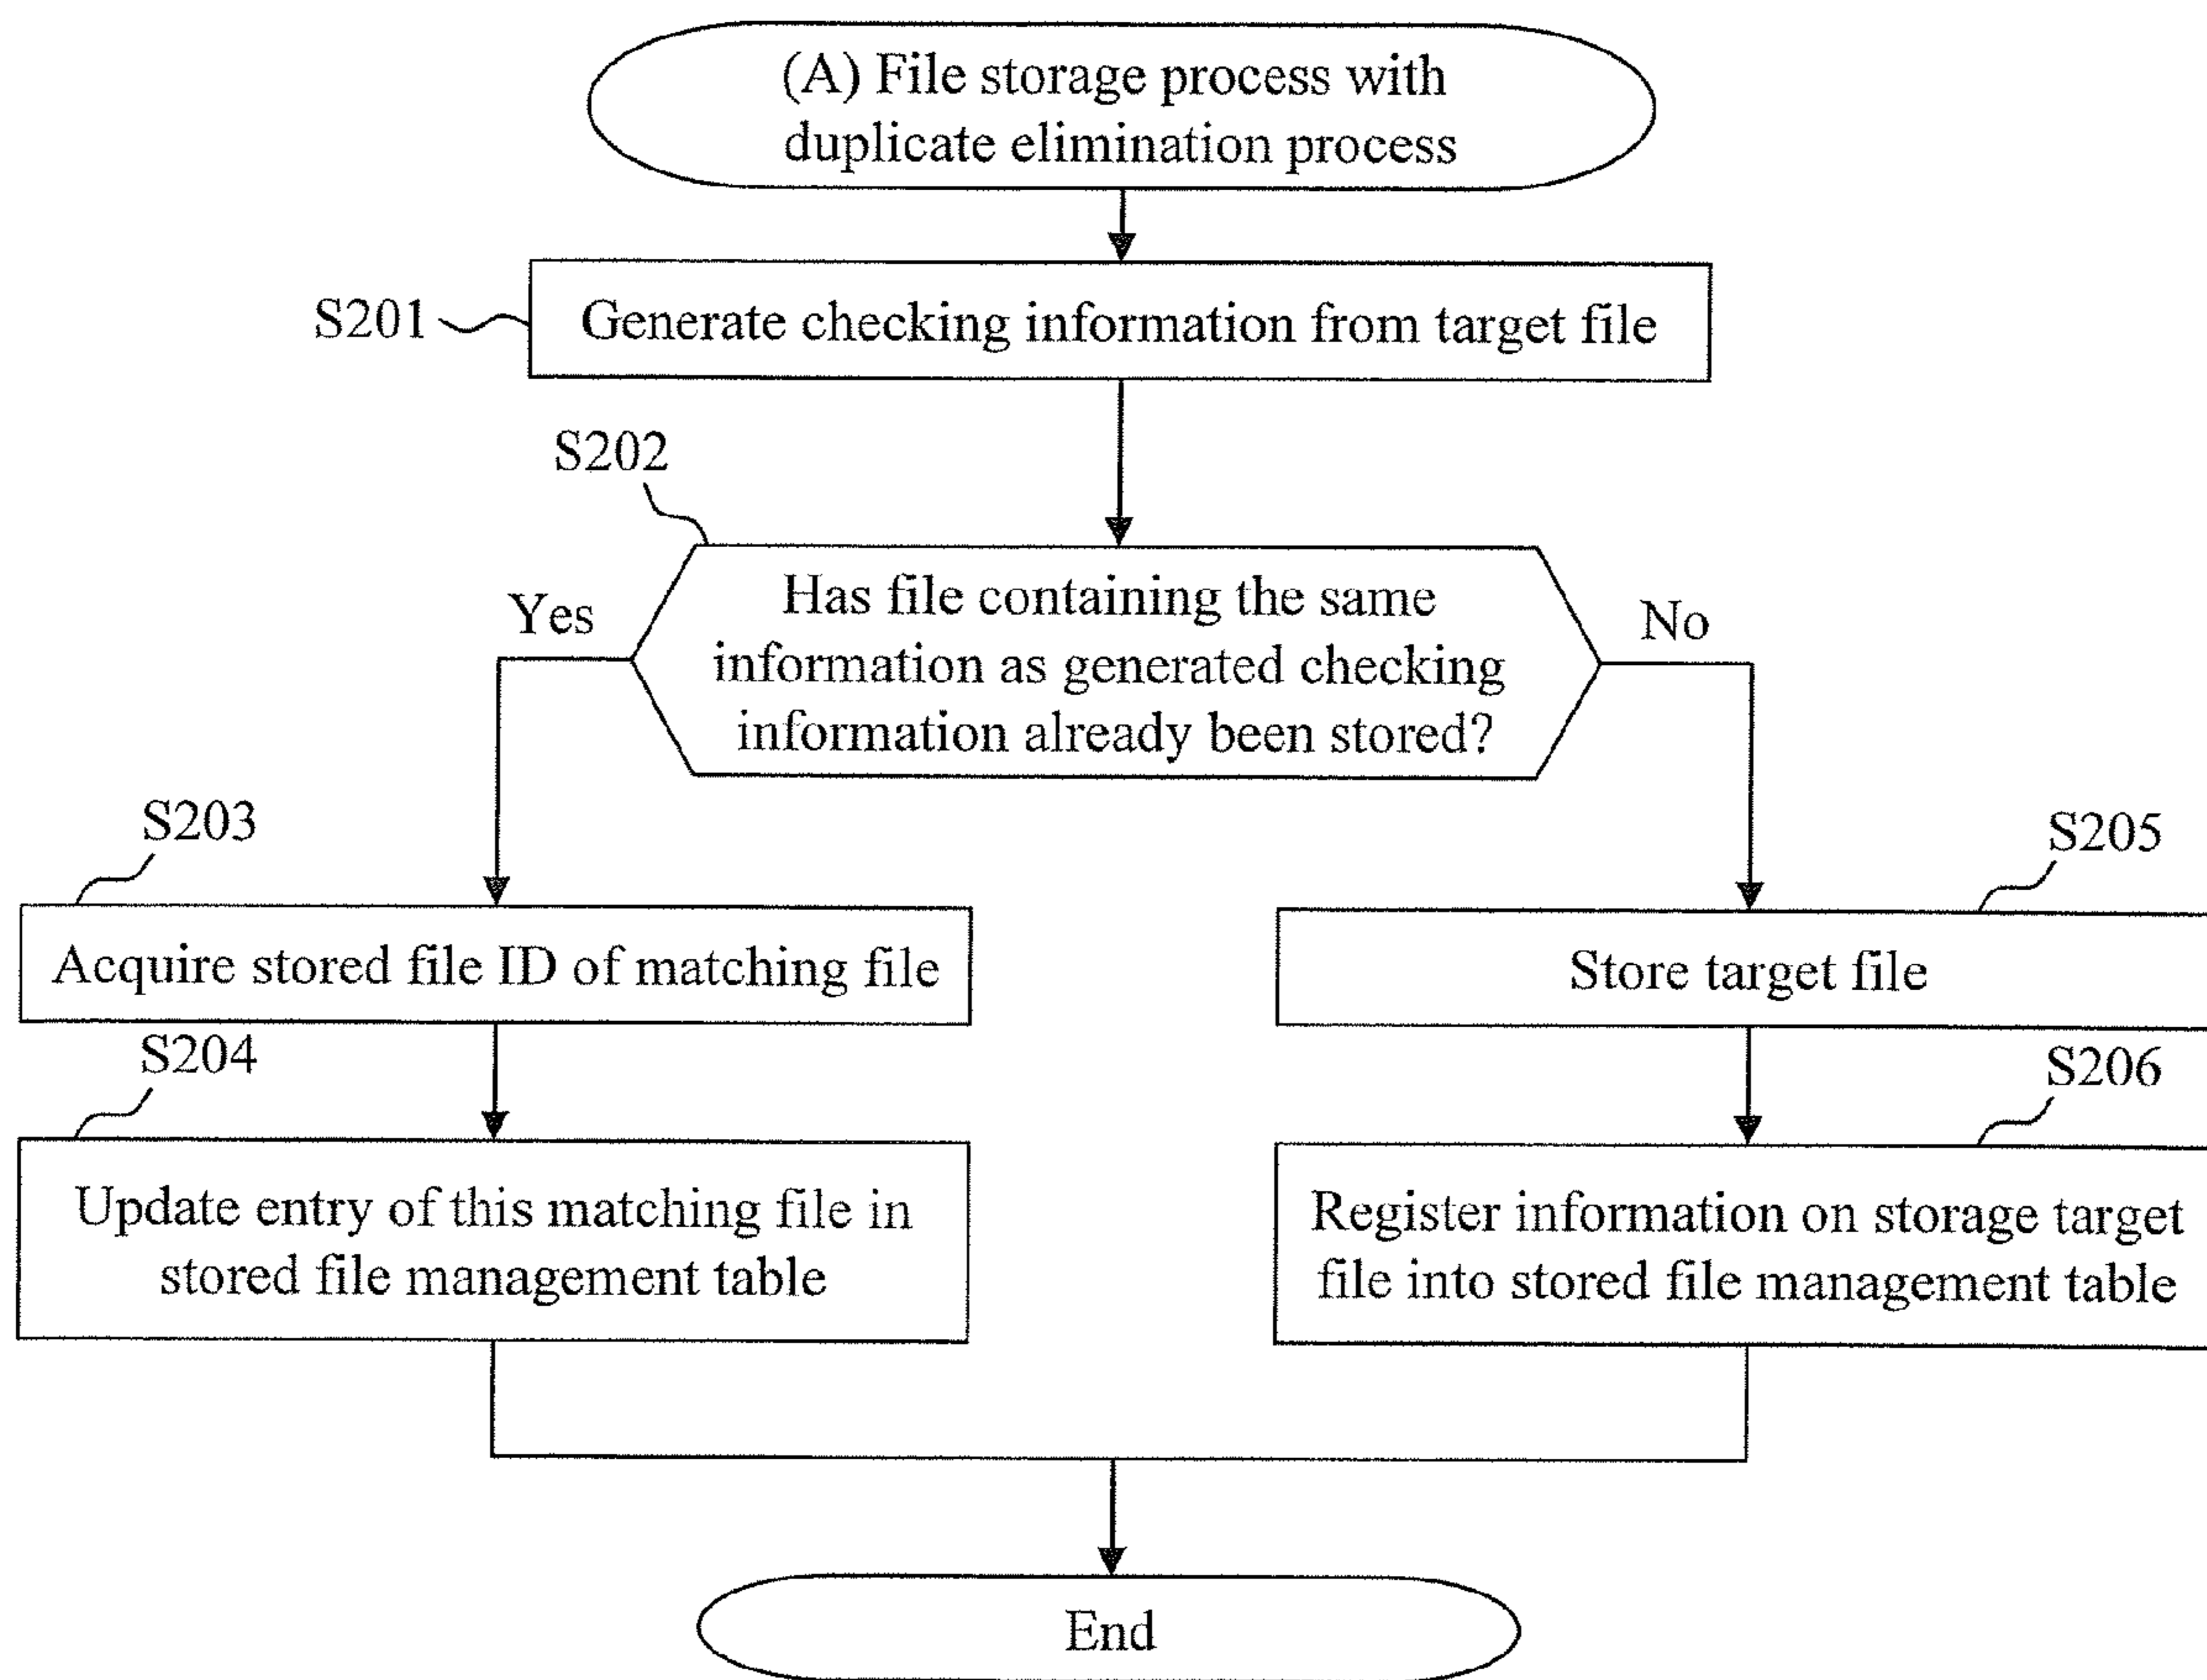 (A) File storage process with
duplicate elimination process
S201
Generate checking information from target file
S202
Has file containing the same
information as generated checking
information already been stored?
Yes
No
S203
Acquire stored file ID of matching file
S204
Update entry of this matching file in
stored file management table
S205
Store target file
S206
Register information on storage target
file into stored file management table
End